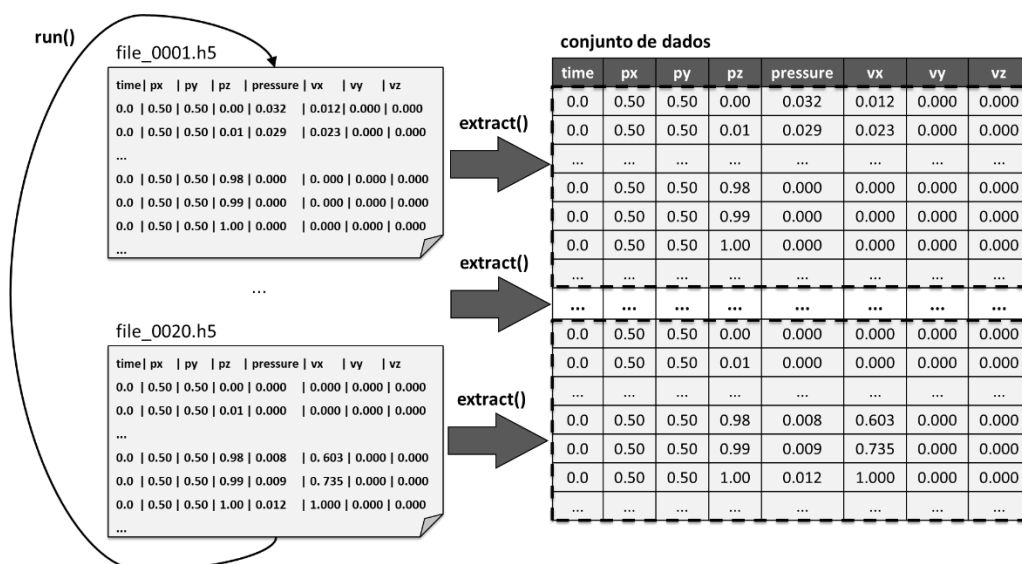 run()
file_0001.h5
time| px | py | pz | pressure | vx | vy | vz
0.0 | 0.50 | 0.50 | 0.00 | 0.032 | 0.012| 0.000 | 0.000
0.0 | 0.50 | 0.50 | 0.01 | 0.029 | 0.023 | 0.000 | 0.000
...
0.0 | 0.50 | 0.50 | 0.98 | 0.000 | 0. 000 | 0.000 | 0.000
0.0 | 0.50 | 0.50 | 0.99 | 0.000 | 0. 000 | 0.000 | 0.000
0.0 | 0.50 | 0.50 | 1.00 | 0.000 | 0.000 | 0.000 | 0.000
...
...
file_0020.h5
time| px | py | pz | pressure | vx | vy | vz
0.0 | 0.50 | 0.50 | 0.00 | 0.000 | 0.000 | 0.000 | 0.000
0.0 | 0.50 | 0.50 | 0.01 | 0.000 | 0.000 | 0.000 | 0.000
...
0.0 | 0.50 | 0.50 | 0.98 | 0.008 | 0. 603 | 0.000 | 0.000
0.0 | 0.50 | 0.50 | 0.99 | 0.009 | 0. 735 | 0.000 | 0.000
0.0 | 0.50 | 0.50 | 1.00 | 0.012 | 1.000 | 0.000 | 0.000
...
extract()
extract()
extract()
conjunto de dados
time px py pz pressure vx vy vz
0.0 0.50 0.50 0.00 0.032 0.012 0.000 0.000
0.0 0.50 0.50 0.01 0.029 0.023 0.000 0.000
... ... ... ... ... ... ... ...
0.0 0.50 0.50 0.98 0.000 0.000 0.000 0.000
0.0 0.50 0.50 0.99 0.000 0.000 0.000 0.000
0.0 0.50 0.50 1.00 0.000 0.000 0.000 0.000
... ... ... ... ... ... ... ...
... ... ... ... ... ... ... ...
0.0 0.50 0.50 0.00 0.000 0.000 0.000 0.000
0.0 0.50 0.50 0.01 0.000 0.000 0.000 0.000
... ... ... ... ... ... ... ...
0.0 0.50 0.50 0.98 0.008 0.603 0.000 0.000
0.0 0.50 0.50 0.99 0.009 0.735 0.000 0.000
0.0 0.50 0.50 1.00 0.012 1.000 0.000 0.000
... ... ... ... ... ... ... ...